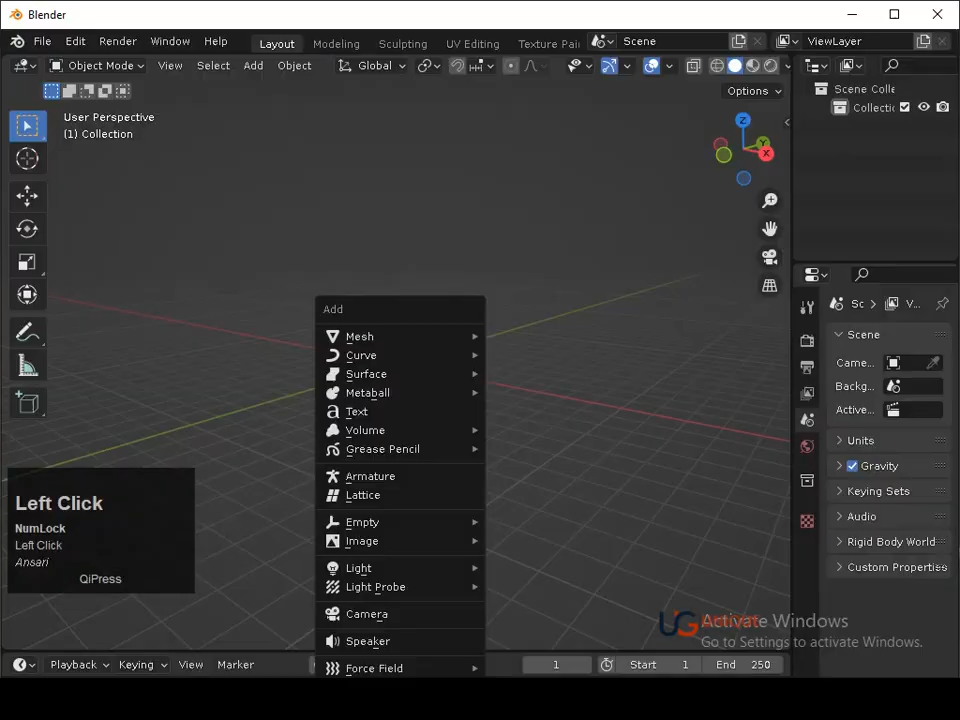 Blender
File Edit Render Window Help Layout Modeling Sculpting UV Editing Texture Pai Scene ViewLayer
Object Mode View Select Add Object Global
Options
User Perspective
(1) Collection
Z
Y
X
Scene Colle
Collectic
Sc > V...
Scene
Came...
Backg...
Active...
Units
Gravity
Keying Sets
Audio
Rigid Body World
Custom Properties
Add
Mesh
Curve
Surface
Metaball
Text
Volume
Grease Pencil
Armature
Lattice
Empty
Image
Light
Light Probe
Camera
Speaker
Force Field
Left Click
NumLock
Left Click
Ansari
QiPress
UG
Activate Windows
Go to Settings to activate Windows.
Playback Keying View Marker 1 Start 1 End 250